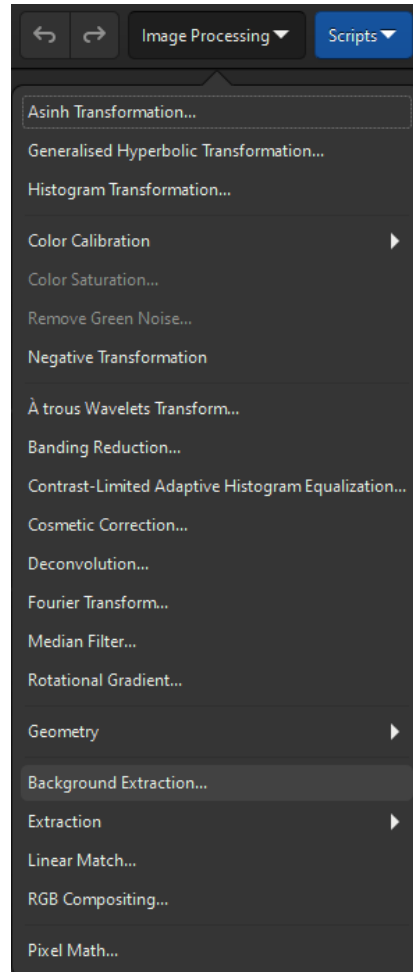 Image Processing
Scripts
Asinh Transformation...
Generalised Hyperbolic Transformation...
Histogram Transformation...
Color Calibration
Color Saturation...
Remove Green Noise...
Negative Transformation
À trous Wavelets Transform...
Banding Reduction...
Contrast-Limited Adaptive Histogram Equalization...
Cosmetic Correction...
Deconvolution...
Fourier Transform...
Median Filter...
Rotational Gradient...
Geometry
Background Extraction...
Extraction
Linear Match...
RGB Compositing...
Pixel Math...